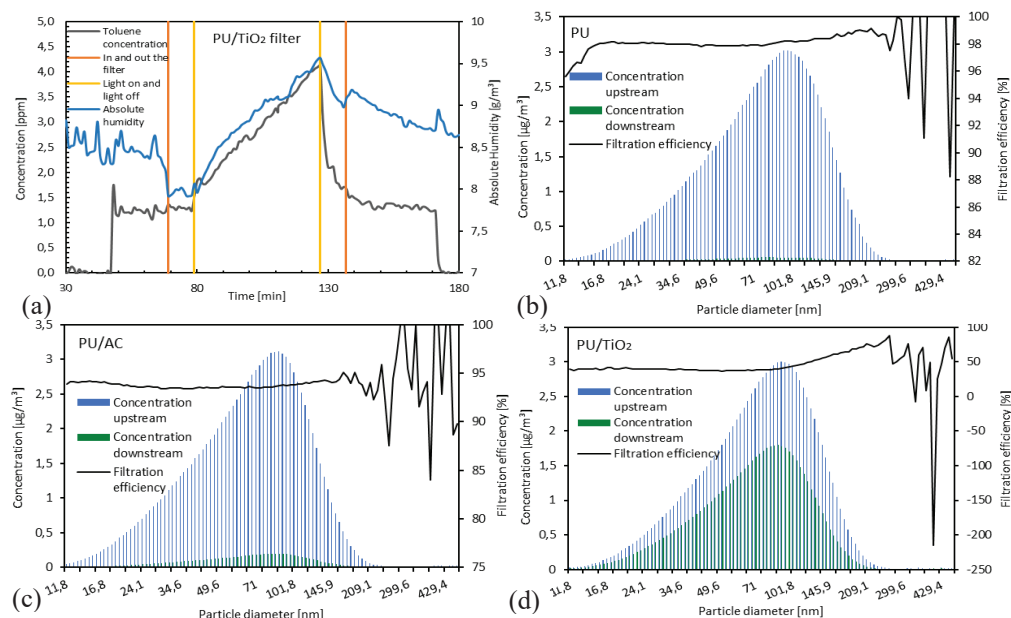 (a)
PU/TiO₂ filter
Toluene
concentration
In and out the
filter
Light on and
light off
Absolute
humidity
Concentration [ppm]
5,0
4,5
4,0
3,5
3,0
2,5
2,0
1,5
1,0
0,5
0,0
Absolute Humidity [g/m³]
10
9,5
9
8,5
8
7,5
7
30
80
130
180
Time [min]
(b)
PU
Concentration
upstream
Concentration
downstream
Filtration efficiency
Concentration [µg/m³]
3,5
3
2,5
2
1,5
1
0,5
0
Filtration efficiency [%]
100
98
96
94
92
90
88
86
84
82
11,8
16,8
24,1
34,6
49,6
71
101,8
145,9
209,1
299,6
429,4
Particle diameter [nm]
(c)
PU/AC
Concentration
upstream
Concentration
downstream
Filtration
efficiency
Concentration [µg/m³]
3,5
3
2,5
2
1,5
1
0,5
0
Filtration efficiency [%]
100
95
90
85
80
75
11,8
16,8
24,1
34,6
49,6
71
101,8
145,9
209,1
299,6
429,4
Particle diameter [nm]
(d)
PU/TiO₂
Concentration
upstream
Concentration
downstream
Filtration efficiency
Concentration [µg/m³]
3,5
3
2,5
2
1,5
1
0,5
0
Filtration efficiency [%]
100
50
0
-50
-100
-150
-200
-250
11,8
16,8
24,1
34,6
49,6
71
101,8
145,9
209,1
299,6
429,4
Particle diameter [nm]